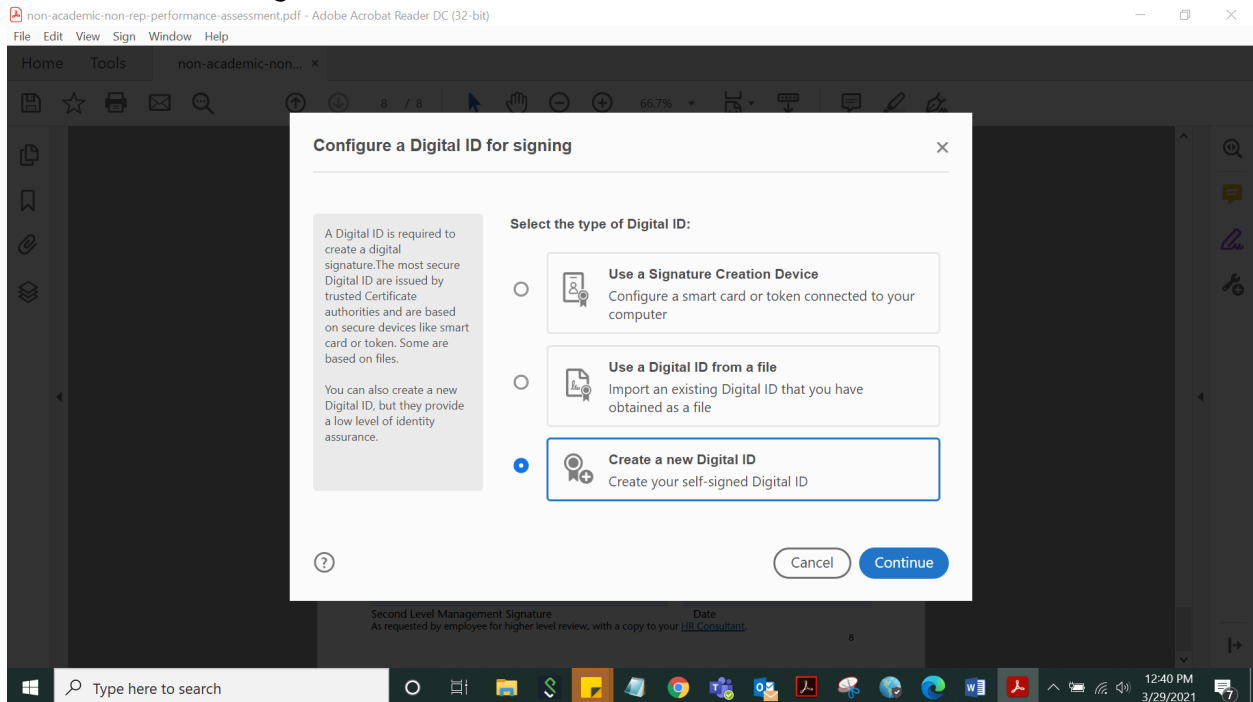 non-academic-non-rep-performance-assessment.pdf - Adobe Acrobat Reader DC (32-bit)
File Edit View Sign Window Help
Home Tools non-academic-non... ×
8 / 8 66.7%
Configure a Digital ID for signing
A Digital ID is required to
create a digital
signature.The most secure
Digital ID are issued by
trusted Certificate
authorities and are based
on secure devices like smart
card or token. Some are
based on files.
You can also create a new
Digital ID, but they provide
a low level of identity
assurance.
Select the type of Digital ID:
Use a Signature Creation Device
Configure a smart card or token connected to your
computer
Use a Digital ID from a file
Import an existing Digital ID that you have
obtained as a file
Create a new Digital ID
Create your self-signed Digital ID
Cancel Continue
Second Level Management Signature Date
As requested by employee for higher level review, with a copy to your HR Consultant.
8
Type here to search
12:40 PM
3/29/2021
7